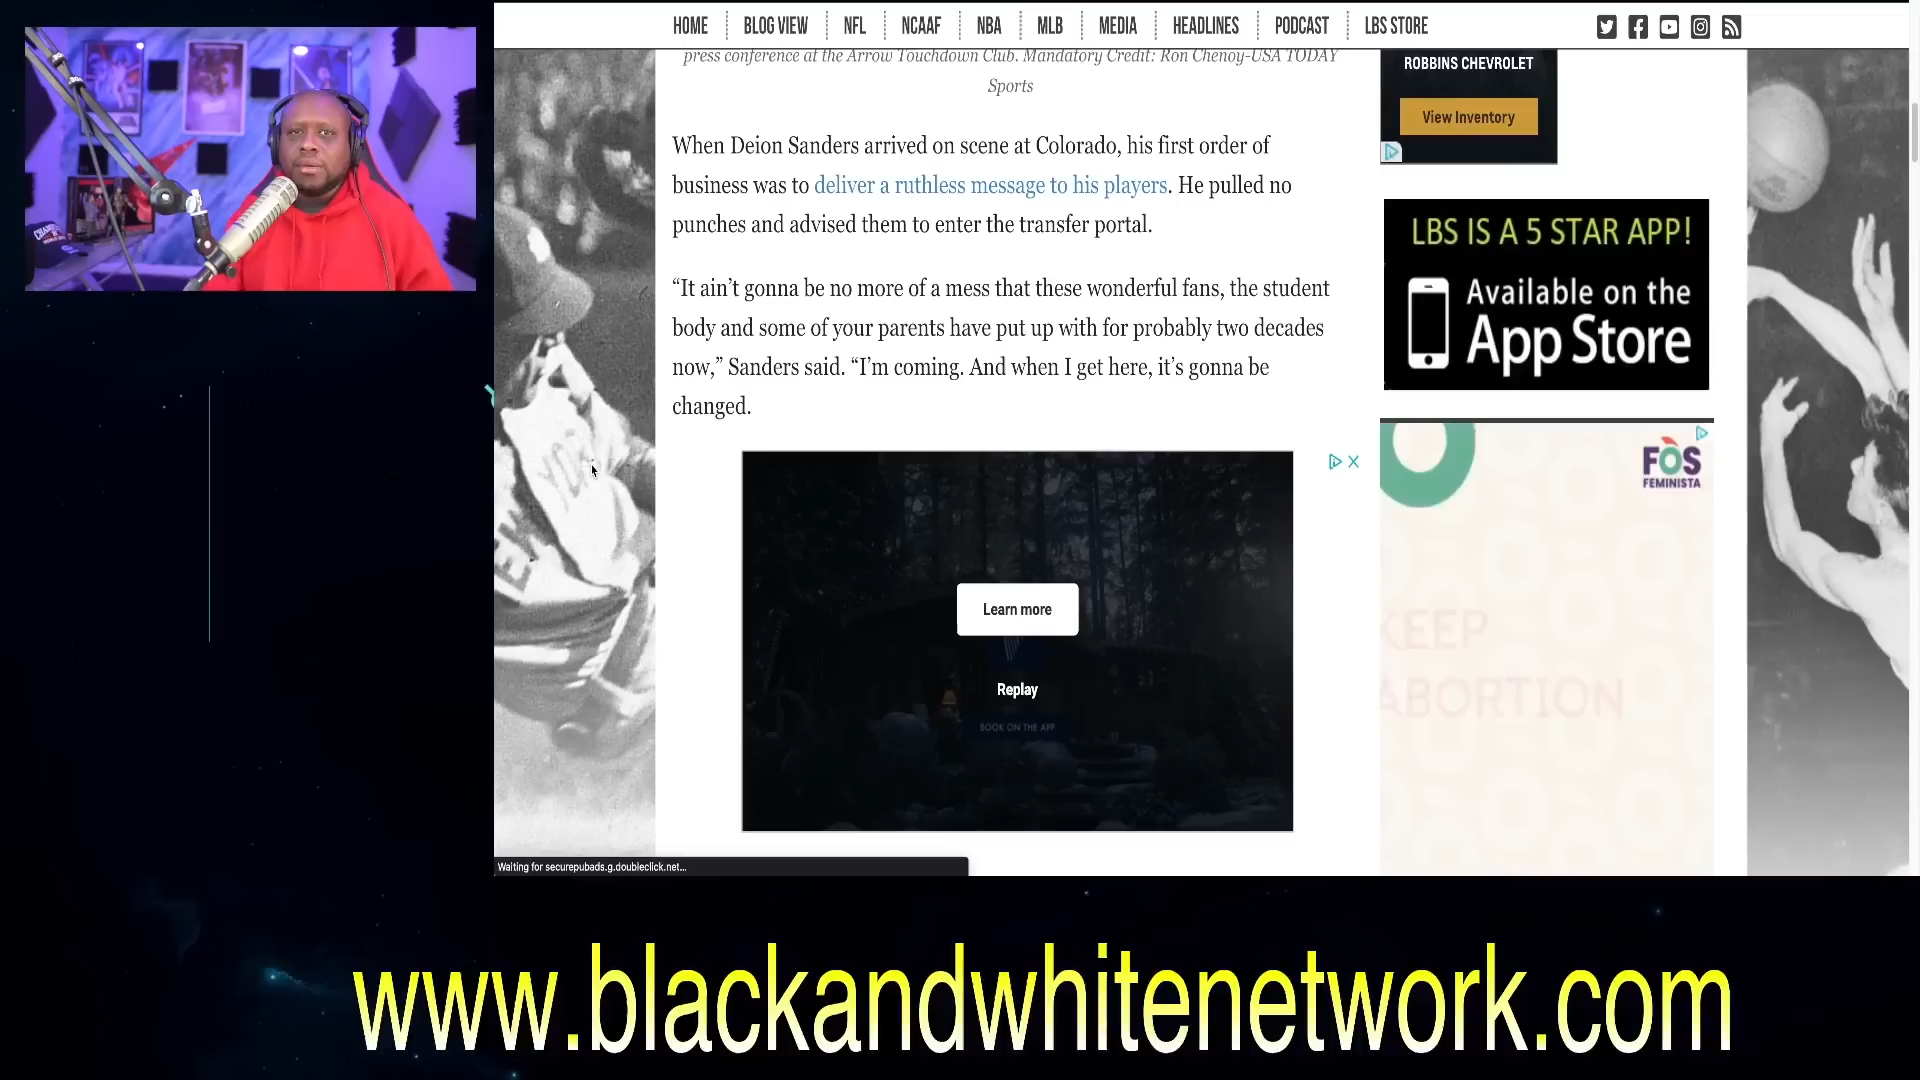 HOME
BLOG VIEW
NFL
NCAAF
NBA
MLB
MEDIA
HEADLINES
PODCAST
LBS STORE
press conference at the Arrow Touchdown Club. Mandatory Credit: Ron Chenoy-USA TODAY
Sports
When Deion Sanders arrived on scene at Colorado, his first order of
business was to deliver a ruthless message to his players. He pulled no
punches and advised them to enter the transfer portal.
“It ain’t gonna be no more of a mess that these wonderful fans, the student
body and some of your parents have put up with for probably two decades
now,” Sanders said. “I’m coming. And when I get here, it’s gonna be
changed.
Learn more
Replay
BOOK ON THE APP
ROBBINS CHEVROLET
View Inventory
LBS IS A 5 STAR APP!
Available on the
App Store
FOS
FEMINISTA
KEEP
ABORTION
Waiting for securepubads.g.doubleclick.net...
www.blackandwhitenetwork.com